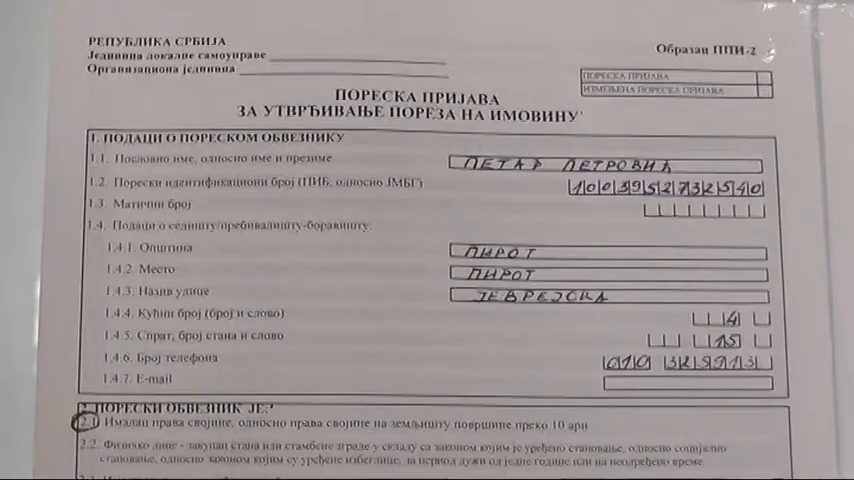 РЕПУБЛИКА СРБИЈА
Јединица локалне самоуправе
Организациона јединица
Образац ППИ-2
ПОРЕСКА ПРИЈАВА
ИЗМЕЊЕНА ПОРЕСКА ПРИЈАВА
ПОРЕСКА ПРИЈАВА
ЗА УТВРЂИВАЊЕ ПОРЕЗА НА ИМОВИНУ¹
1. ПОДАЦИ О ПОРЕСКОМ ОБВЕЗНИКУ
1.1. Пословно име, односно име и презиме ПЕТАР ПЕТРОВИЋ
1.2. Порески идентификациони број (ПИБ, односно ЈМБГ) 1003952732540
1.3. Матични број
1.4. Подаци о седишту/пребивалишту-боравишту:
1.4.1. Општина ПИРОТ
1.4.2. Место ПИРОТ
1.4.3. Назив улице ЈЕВРЕЈСКА
1.4.4. Кућни број (број и слово) 4
1.4.5. Спрат, број стана и слово 15
1.4.6. Број телефона 010
1.4.7. E-mail
2. ПОРЕСКИ ОБВЕЗНИК ЈЕ:²
2.1 Ималац права својине, односно права својине на земљишту површине преко 10 ари
2.2. Физичко лице - закупац стана или стамбене зграде у складу са законом којим је уређено становање, односно социјално
становање, односно законом којим су уређене избеглице, за период дужи од једне године или на неодређено време